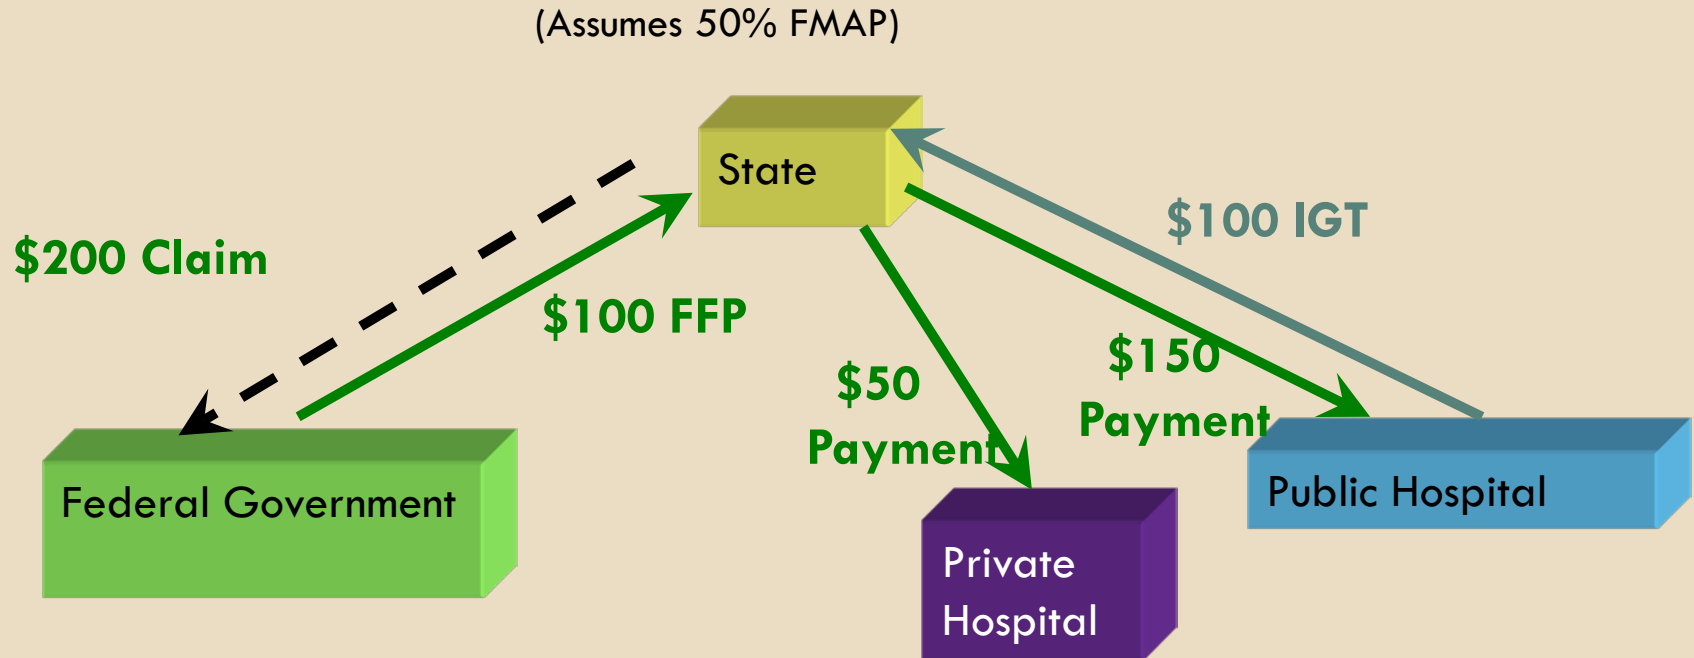 (Assumes 50% FMAP)
State
$100 IGT
$200 Claim
$100 FFP
$150
Payment
$50
Payment
Federal Government
Public Hospital
Private
Hospital